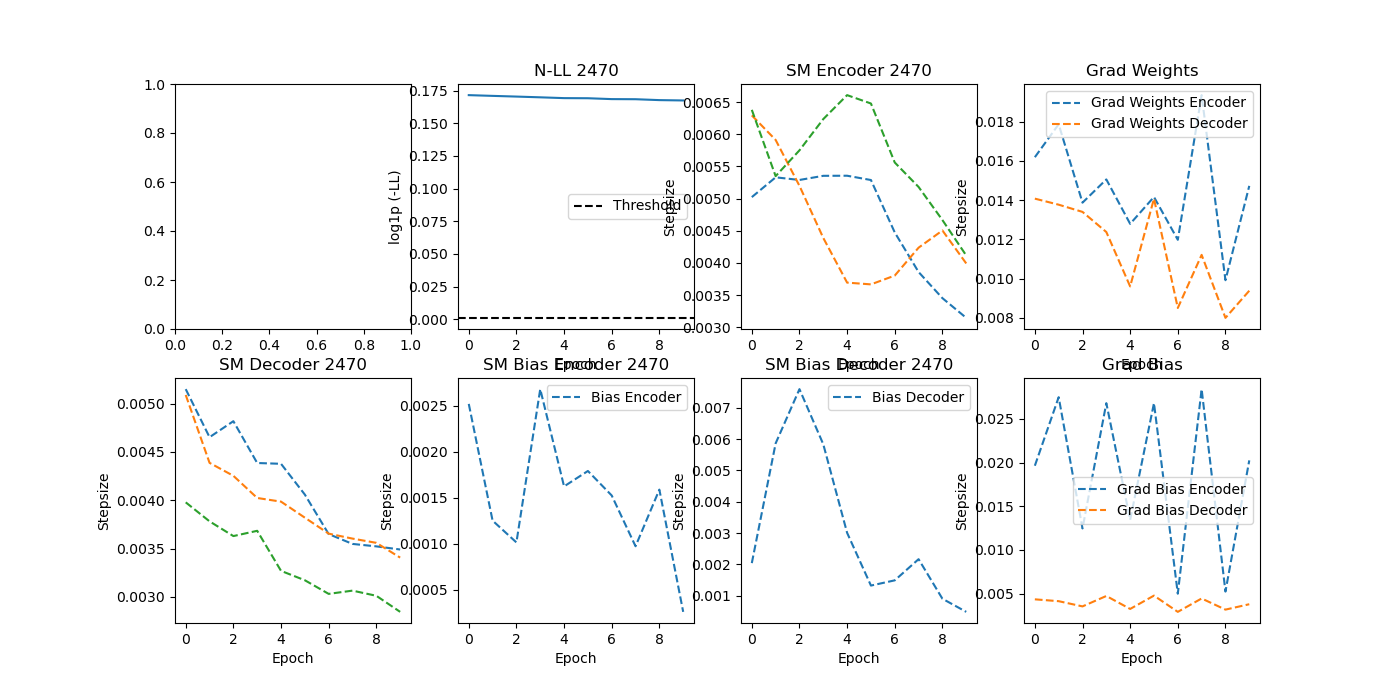 N-LL 2470
SM Encoder 2470
Grad Weights
1.0
0.8
0.6
0.4
0.2
0.0
0.0 0.2 0.4 0.6 0.8 1.0
log1p (-LL)
0.175
0.150
0.125
0.100
0.075
0.050
0.025
0.000
Threshold
0 2 4 6 8
Epoch
Stepsize
0.0065
0.0060
0.0055
0.0050
0.0045
0.0040
0.0035
0.0030
0 2 4 6 8
Epoch
Stepsize
0.018
0.016
0.014
0.012
0.010
0.008
Grad Weights Encoder
Grad Weights Decoder
0 2 4 6 8
Epoch
SM Decoder 2470
SM Bias Encoder 2470
SM Bias Decoder 2470
Grad Bias
Stepsize
0.0050
0.0045
0.0040
0.0035
0.0030
0 2 4 6 8
Epoch
Stepsize
0.0025
0.0020
0.0015
0.0010
0.0005
Bias Encoder
0 2 4 6 8
Epoch
Stepsize
0.007
0.006
0.005
0.004
0.003
0.002
0.001
Bias Decoder
0 2 4 6 8
Epoch
Stepsize
0.025
0.020
0.015
0.010
0.005
Grad Bias Encoder
Grad Bias Decoder
0 2 4 6 8
Epoch